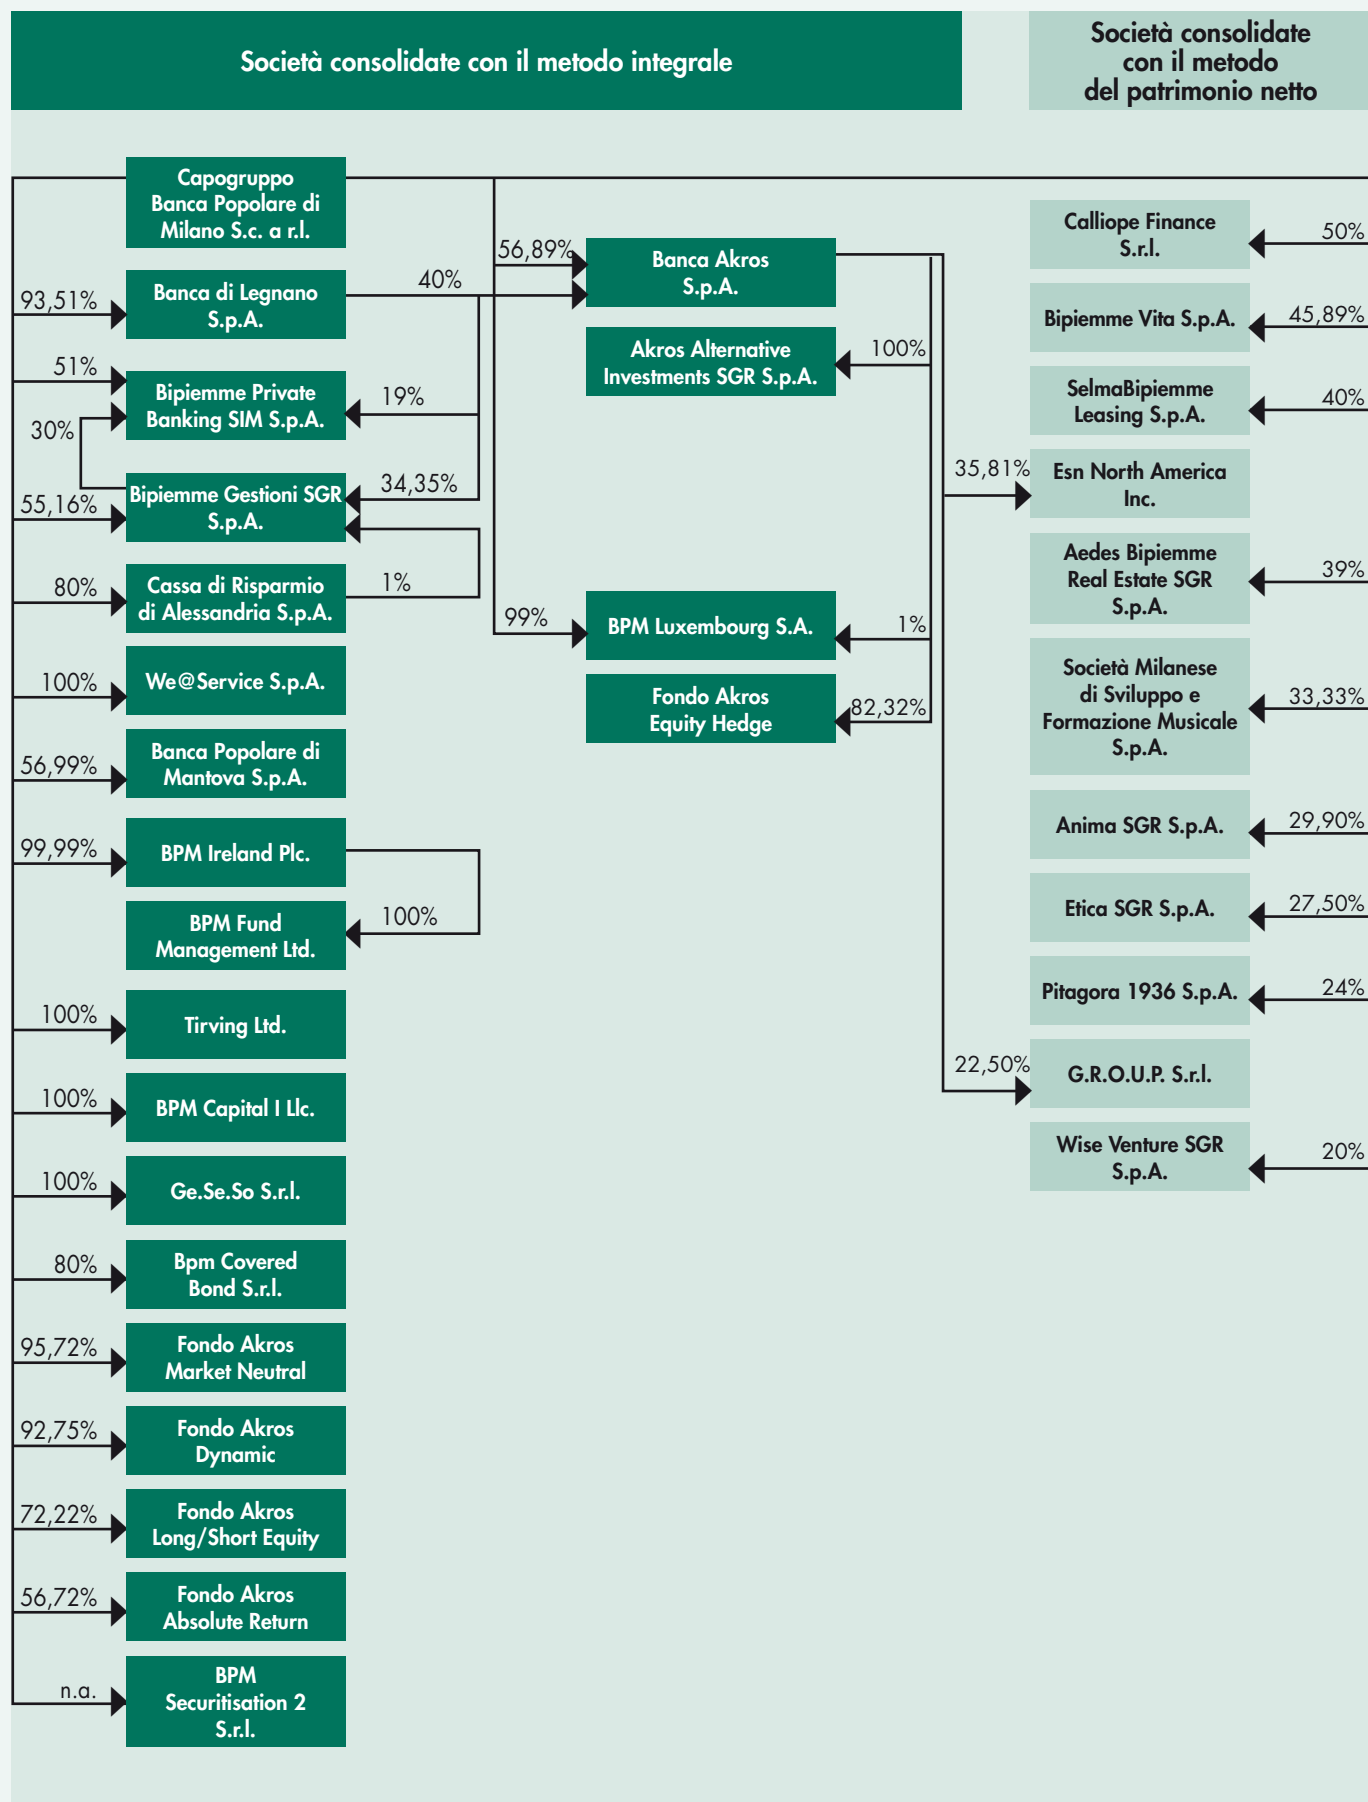 Società consolidate con il metodo integrale
Società consolidate
con il metodo
del patrimonio netto
Capogruppo
Banca Popolare di
Milano S.c. a r.l.
93,51%
Banca di Legnano
S.p.A.
40%
51%
Bipiemme Private
Banking SIM S.p.A.
19%
30%
55,16%
Bipiemme Gestioni SGR
S.p.A.
34,35%
80%
Cassa di Risparmio
di Alessandria S.p.A.
1%
100%
We@Service S.p.A.
56,99%
Banca Popolare di
Mantova S.p.A.
99,99%
BPM Ireland Plc.
BPM Fund
Management Ltd.
100%
100%
Tirving Ltd.
100%
BPM Capital I Llc.
100%
Ge.Se.So S.r.l.
80%
Bpm Covered
Bond S.r.l.
95,72%
Fondo Akros
Market Neutral
92,75%
Fondo Akros
Dynamic
72,22%
Fondo Akros
Long/Short Equity
56,72%
Fondo Akros
Absolute Return
n.a.
BPM
Securitisation 2
S.r.l.
56,89%
Banca Akros
S.p.A.
Akros Alternative
Investments SGR S.p.A.
100%
99%
BPM Luxembourg S.A.
1%
Fondo Akros
Equity Hedge
82,32%
Calliope Finance
S.r.l.
50%
Bipiemme Vita S.p.A.
45,89%
SelmaBipiemme
Leasing S.p.A.
40%
35,81%
Esn North America
Inc.
Aedes Bipiemme
Real Estate SGR
S.p.A.
39%
Società Milanese
di Sviluppo e
Formazione Musicale
S.p.A.
33,33%
Anima SGR S.p.A.
29,90%
Etica SGR S.p.A.
27,50%
Pitagora 1936 S.p.A.
24%
22,50%
G.R.O.U.P. S.r.l.
Wise Venture SGR
S.p.A.
20%